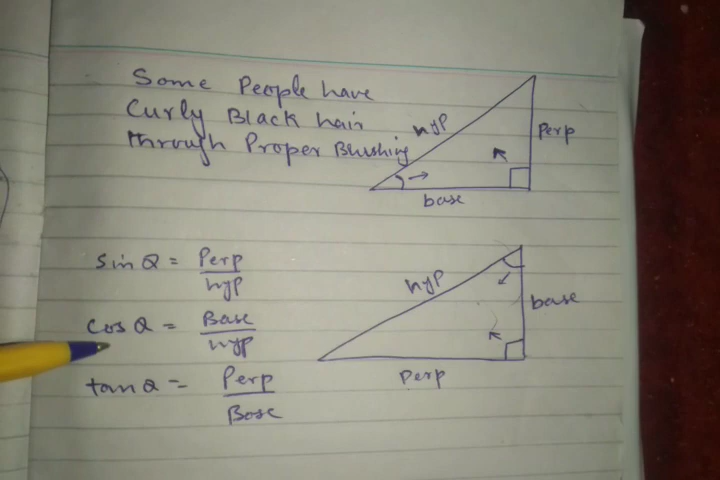 Some People have
Curly Black hair
through Proper Brushing
hyp
Perp
base
sin Q = Perp / hyp
cos Q = Base / hyp
tan Q = Perp / Base
hyp
base
Perp